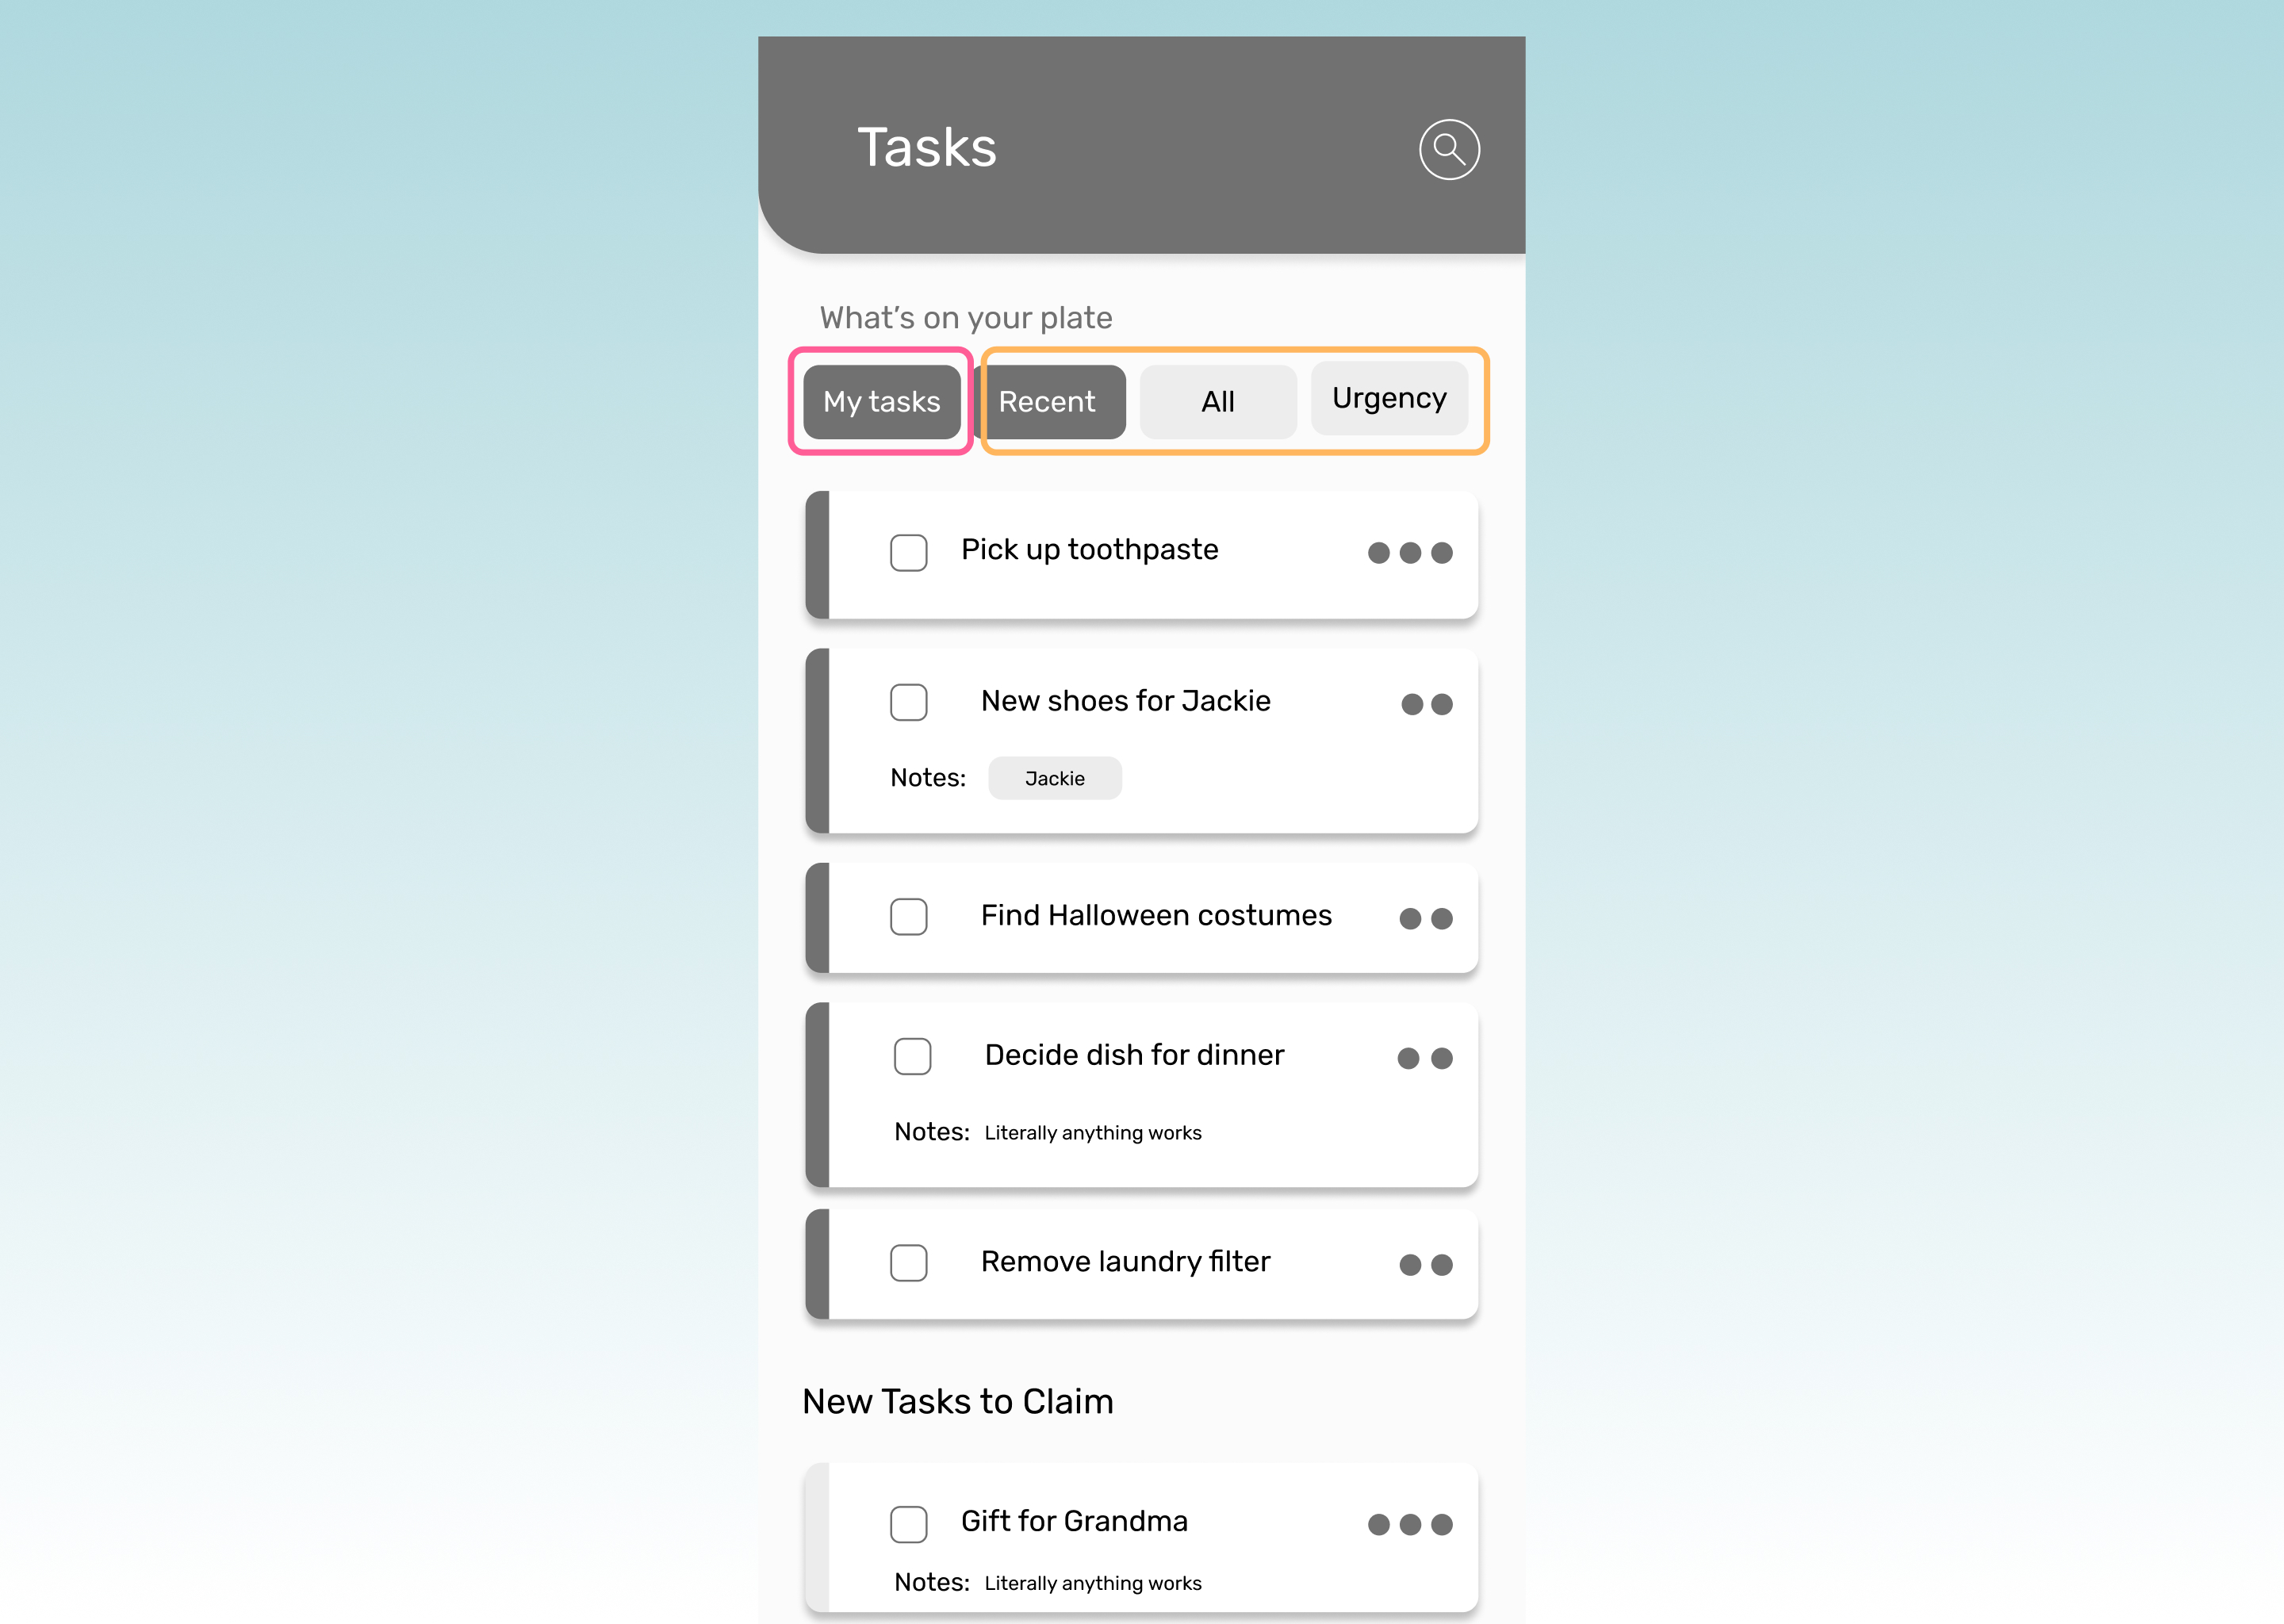 Tasks
What's on your plate
My tasks Recent All Urgency
Pick up toothpaste
New shoes for Jackie
Notes: Jackie
Find Halloween costumes
Decide dish for dinner
Notes: Literally anything works
Remove laundry filter
New Tasks to Claim
Gift for Grandma
Notes: Literally anything works